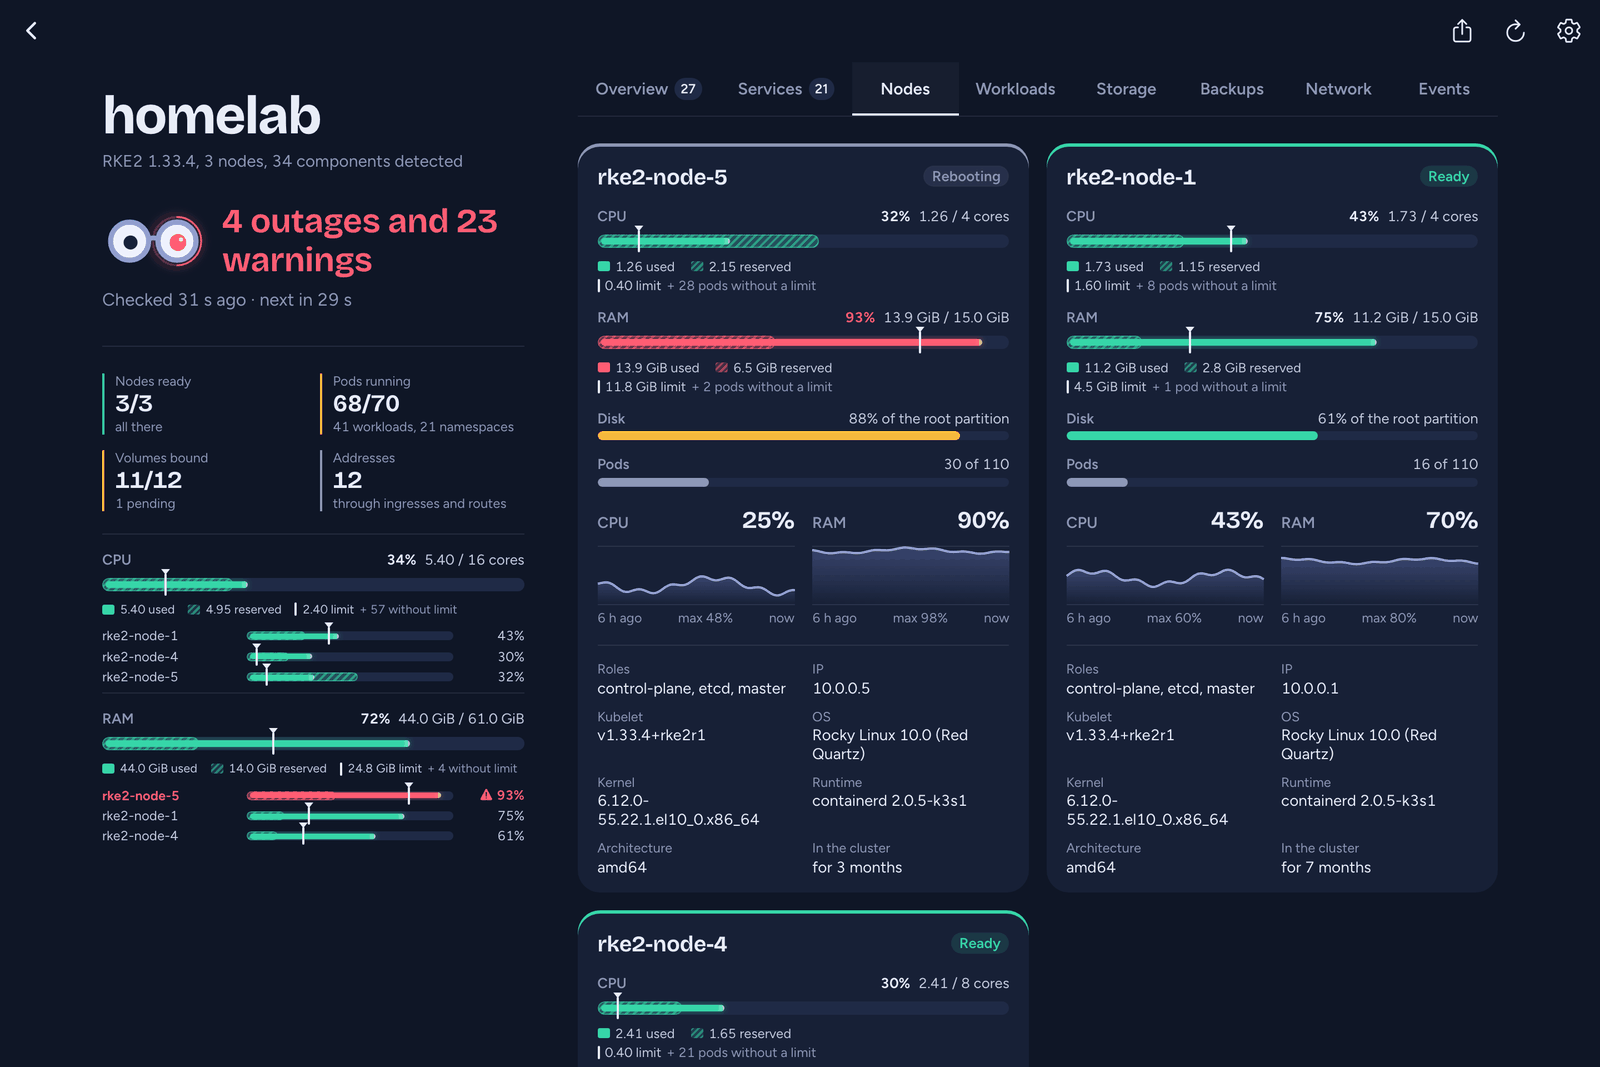 homelab
RKE2 1.33.4, 3 nodes, 34 components detected
4 outages and 23
warnings
Checked 31 s ago · next in 29 s
Nodes ready
3/3
all there
Pods running
68/70
41 workloads, 21 namespaces
Volumes bound
11/12
1 pending
Addresses
12
through ingresses and routes
CPU 34% 5.40 / 16 cores
5.40 used 4.95 reserved 2.40 limit + 57 without limit
rke2-node-1 43%
rke2-node-4 30%
rke2-node-5 32%
RAM 72% 44.0 GiB / 61.0 GiB
44.0 GiB used 14.0 GiB reserved 24.8 GiB limit + 4 without limit
rke2-node-5 93%
rke2-node-1 75%
rke2-node-4 61%
Overview 27 Services 21 Nodes Workloads Storage Backups Network Events
rke2-node-5 Rebooting
CPU 32% 1.26 / 4 cores
1.26 used 2.15 reserved
0.40 limit + 28 pods without a limit
RAM 93% 13.9 GiB / 15.0 GiB
13.9 GiB used 6.5 GiB reserved
11.8 GiB limit + 2 pods without a limit
Disk 88% of the root partition
Pods 30 of 110
CPU 25%
6 h ago max 48% now
RAM 90%
6 h ago max 98% now
Roles
control-plane, etcd, master
IP
10.0.0.5
Kubelet
v1.33.4+rke2r1
OS
Rocky Linux 10.0 (Red
Quartz)
Kernel
6.12.0-
55.22.1.el10_0.x86_64
Runtime
containerd 2.0.5-k3s1
Architecture
amd64
In the cluster
for 3 months
rke2-node-1 Ready
CPU 43% 1.73 / 4 cores
1.73 used 1.15 reserved
1.60 limit + 8 pods without a limit
RAM 75% 11.2 GiB / 15.0 GiB
11.2 GiB used 2.8 GiB reserved
4.5 GiB limit + 1 pod without a limit
Disk 61% of the root partition
Pods 16 of 110
CPU 43%
6 h ago max 60% now
RAM 70%
6 h ago max 80% now
Roles
control-plane, etcd, master
IP
10.0.0.1
Kubelet
v1.33.4+rke2r1
OS
Rocky Linux 10.0 (Red
Quartz)
Kernel
6.12.0-
55.22.1.el10_0.x86_64
Runtime
containerd 2.0.5-k3s1
Architecture
amd64
In the cluster
for 7 months
rke2-node-4 Ready
CPU 30% 2.41 / 8 cores
2.41 used 1.65 reserved
0.40 limit + 21 pods without a limit